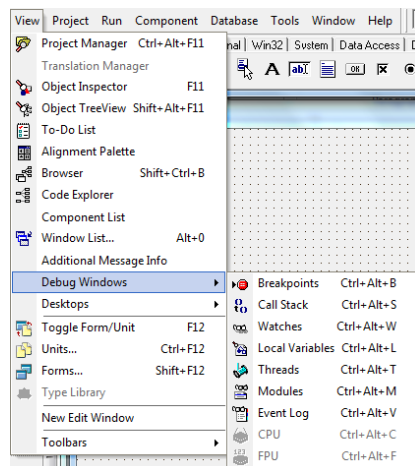 View Project Run Component Database Tools Window Help
Project Manager Ctrl+Alt+F11
Win32 System Data Access
Translation Manager
A ab OK
Object Inspector F11
Object TreeView Shift+Alt+F11
To-Do List
Alignment Palette
Browser Shift+Ctrl+B
Code Explorer
Component List
Window List... Alt+0
Additional Message Info
Debug Windows
Breakpoints Ctrl+Alt+B
Desktops
Call Stack Ctrl+Alt+S
Toggle Form/Unit F12
Watches Ctrl+Alt+W
Units... Ctrl+F12
Local Variables Ctrl+Alt+L
Forms... Shift+F12
Threads Ctrl+Alt+T
Type Library
Modules Ctrl+Alt+M
New Edit Window
Event Log Ctrl+Alt+V
CPU Ctrl+Alt+C
Toolbars
FPU Ctrl+Alt+F